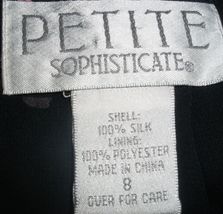 PETITE
SOPHISTICATE®
SHELL:
100% SILK
LINING:
100% POLYESTER
MADE IN CHINA
8
OVER FOR CARE